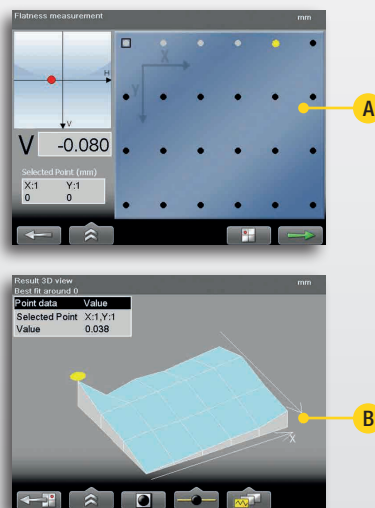 Flatness measurement mm
H
V
X
Y
A
V -0.080
Selected Point (mm)
X:1 Y:1
0 0
Result 3D view mm
Best fit around 0
Point data Value
Selected Point X:1,Y:1
Value 0.038
B
X